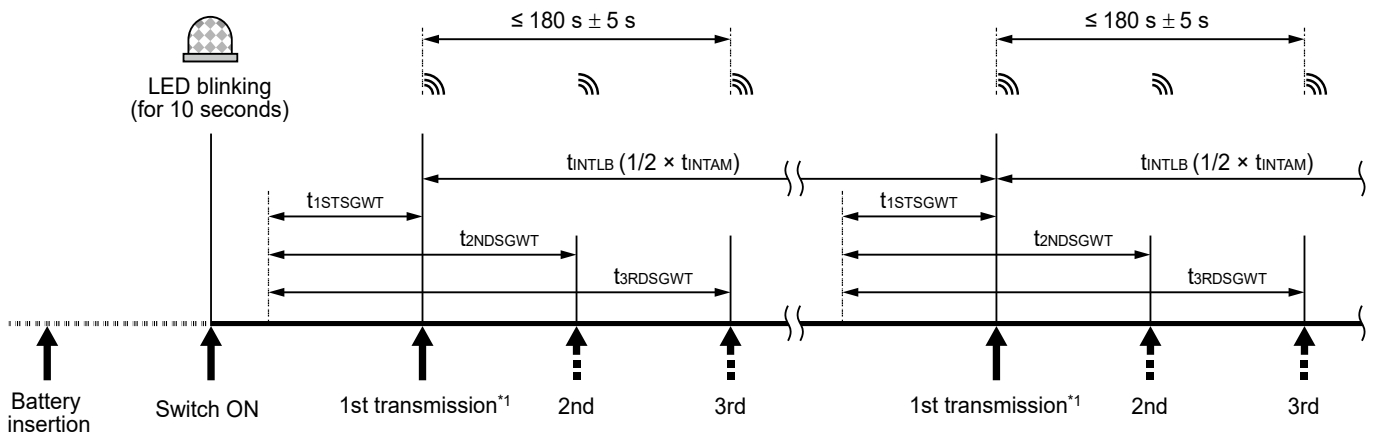 ≤ 180 s ± 5 s
≤ 180 s ± 5 s
LED blinking
(for 10 seconds)
tINTLB (1/2 × tINTAM)
tINTLB (1/2 × tINTAM)
t1STSGWT
t1STSGWT
t2NDSGWT
t2NDSGWT
t3RDSGWT
t3RDSGWT
Battery
insertion
Switch ON
1st transmission*1
2nd
3rd
1st transmission*1
2nd
3rd